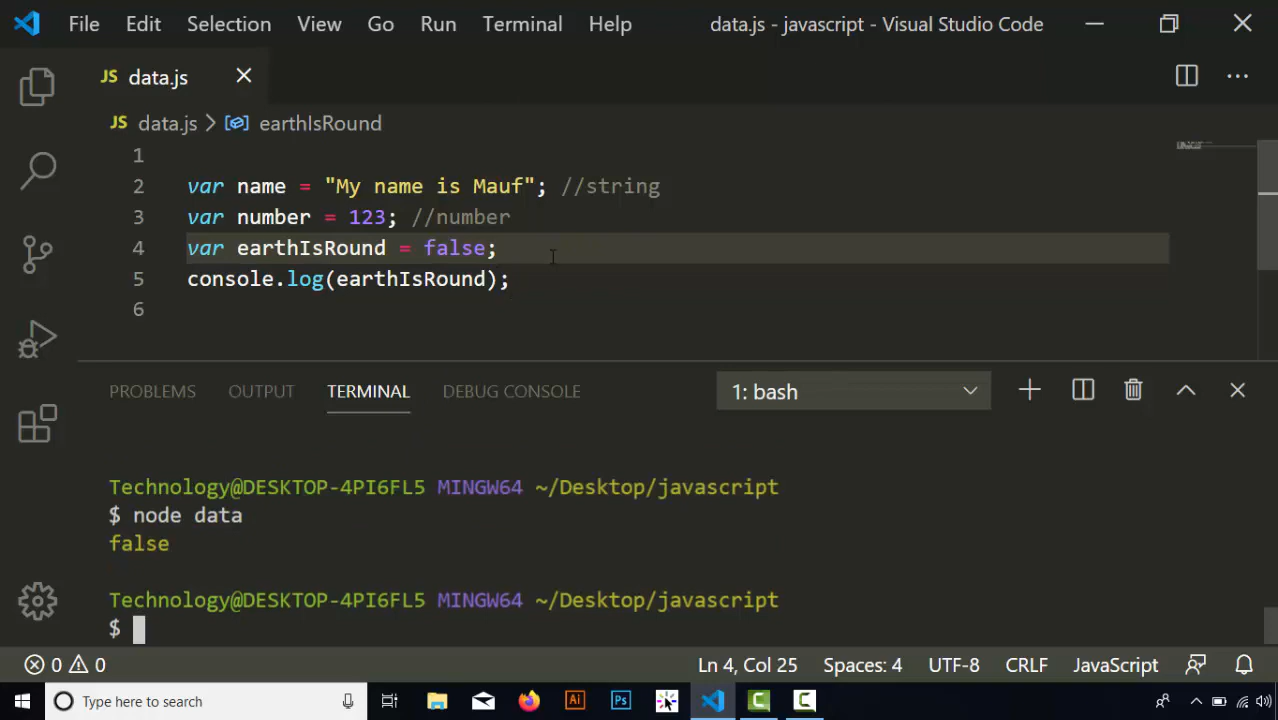 File Edit Selection View Go Run Terminal Help data.js - javascript - Visual Studio Code
JS data.js
JS data.js > earthIsRound
1
2 var name = "My name is Mauf"; //string
3 var number = 123; //number
4 var earthIsRound = false;
5 console.log(earthIsRound);
6
PROBLEMS OUTPUT TERMINAL DEBUG CONSOLE 1: bash
Technology@DESKTOP-4PI6FL5 MINGW64 ~/Desktop/javascript
$ node data
false
Technology@DESKTOP-4PI6FL5 MINGW64 ~/Desktop/javascript
$
0 0 Ln 4, Col 25 Spaces: 4 UTF-8 CRLF JavaScript
Type here to search Ai Ps